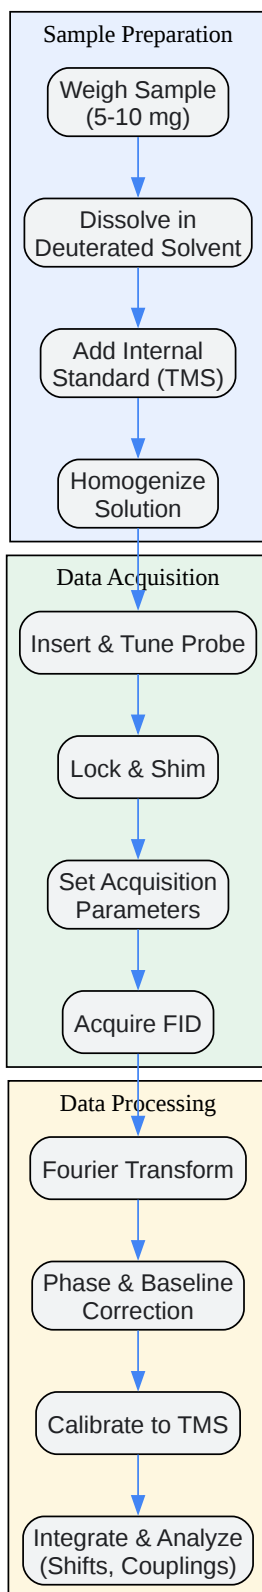 Sample Preparation
Weigh Sample
(5-10 mg)
Dissolve in
Deuterated Solvent
Add Internal
Standard (TMS)
Homogenize
Solution
Data Acquisition
Insert & Tune Probe
Lock & Shim
Set Acquisition
Parameters
Acquire FID
Data Processing
Fourier Transform
Phase & Baseline
Correction
Calibrate to TMS
Integrate & Analyze
(Shifts, Couplings)